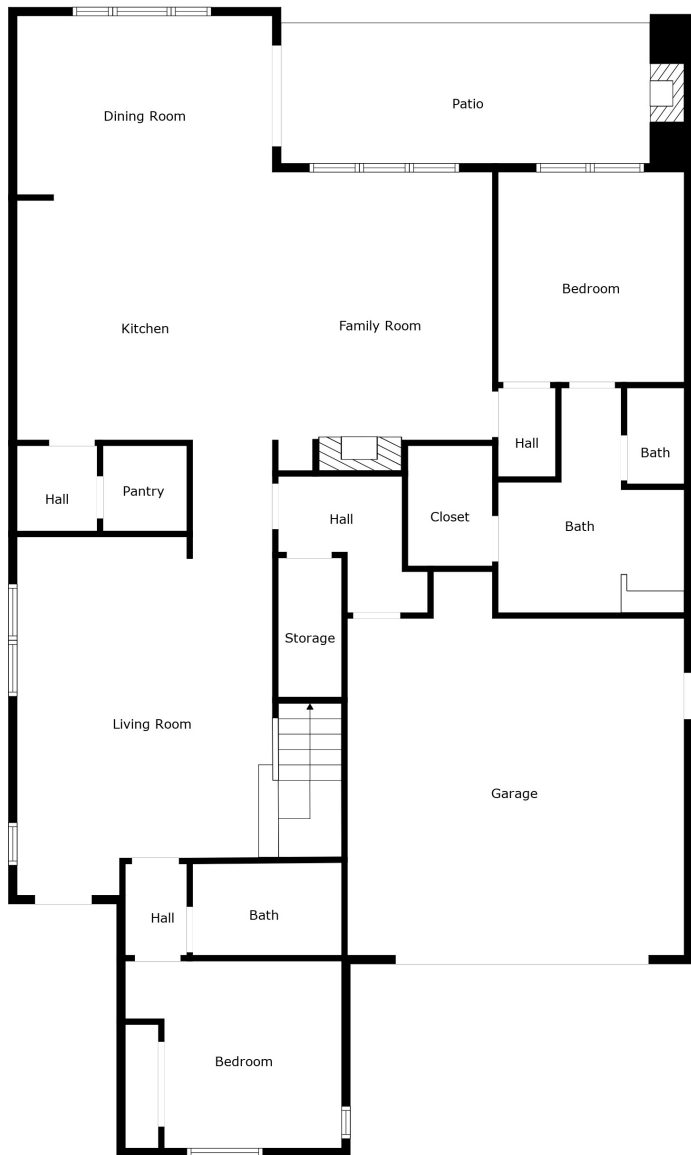 Dining Room
Patio
Bedroom
Kitchen
Family Room
Hall
Bath
Hall
Pantry
Hall
Closet
Bath
Storage
Living Room
Garage
Hall
Bath
Bedroom